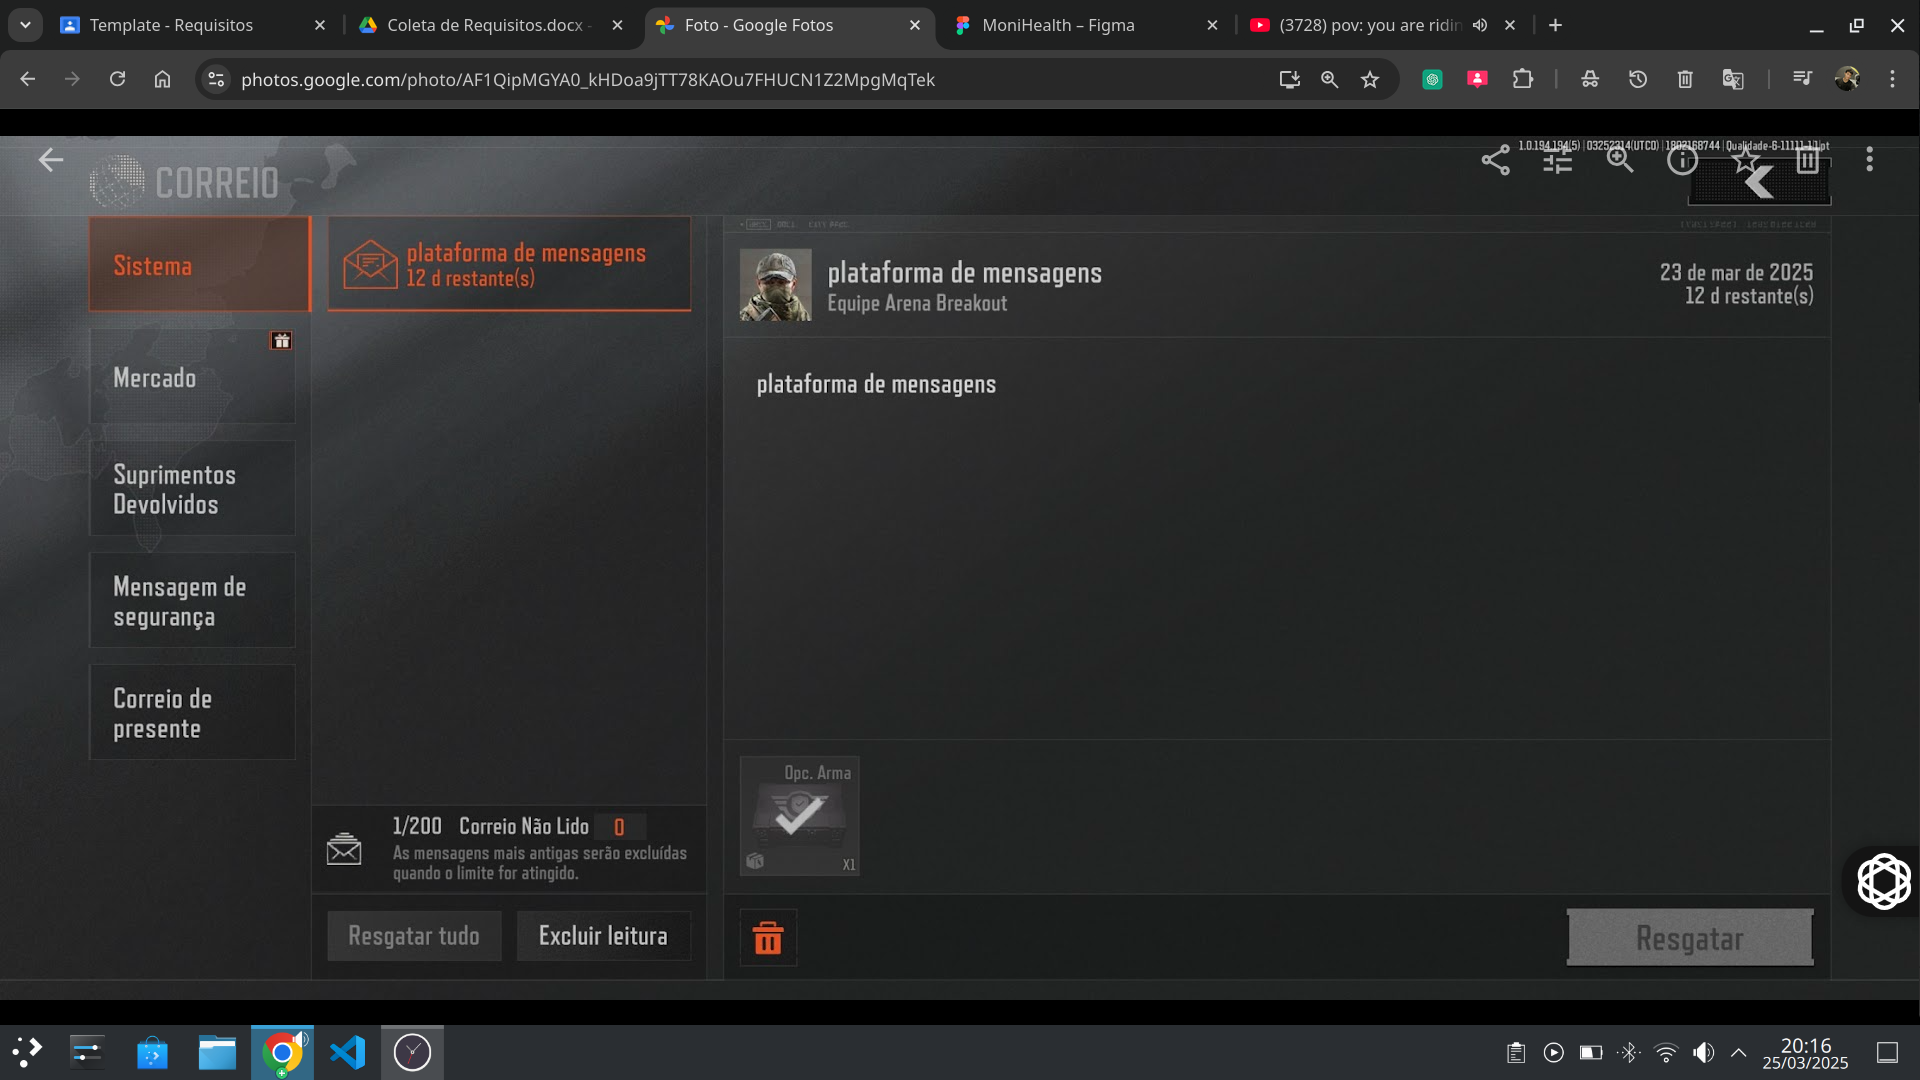 Template - Requisitos
Coleta de Requisitos.docx -
Foto - Google Fotos
MoniHealth – Figma
(3728) pov: you are ridin
photos.google.com/photo/AF1QipMGYA0_kHDoa9jTT78KAOu7FHUCN1Z2MpgMqTek
1.0.194.194(5) | 03252314(UTC0) | 1892168744 | Qualidade-6-11111-1.1|pt
CORREIO
Sistema
Mercado
Suprimentos
Devolvidos
Mensagem de
segurança
Correio de
presente
plataforma de mensagens
12 d restante(s)
1/200 Correio Não Lido 0
As mensagens mais antigas serão excluídas
quando o limite for atingido.
Resgatar tudo
Excluir leitura
plataforma de mensagens
Equipe Arena Breakout
23 de mar de 2025
12 d restante(s)
plataforma de mensagens
Opc. Arma
X1
Resgatar
20:16
25/03/2025